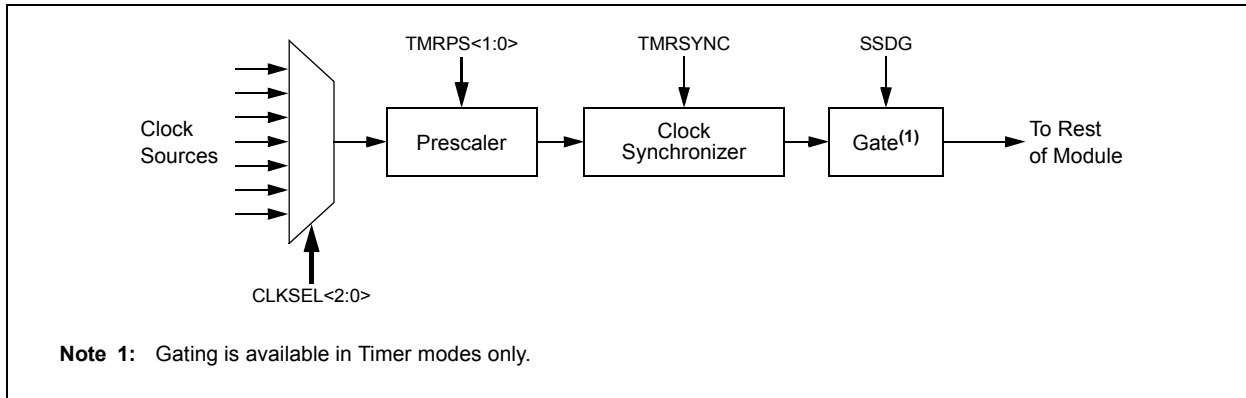 TMRPS<1:0>
TMRSYNC
SSDG
Clock
Sources
Prescaler
Clock
Synchronizer
Gate(1)
To Rest
of Module
CLKSEL<2:0>
Note 1: Gating is available in Timer modes only.